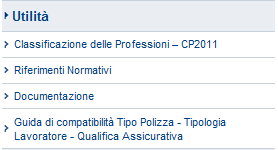 Utilità
Classificazione delle Professioni – CP2011
Riferimenti Normativi
Documentazione
Guida di compatibilità Tipo Polizza - Tipologia
Lavoratore - Qualifica Assicurativa